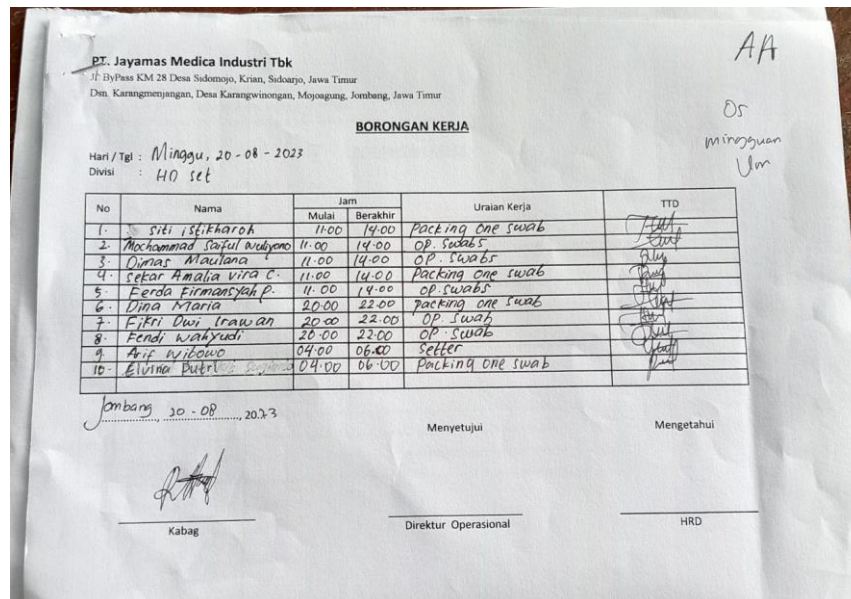 AA
PT. Jayamas Medica Industri Tbk
Jl. ByPass KM 28 Desa Sidomojo, Krian, Sidoarjo, Jawa Timur
Dsn. Karangmenjangan, Desa Karangwinongan, Mojoagung, Jombang, Jawa Timur
Os
mingguan
BORONGAN KERJA
Hari / Tgl : Minggu, 20 - 08 - 2023
Divisi : HD set
No Nama Jam Uraian Kerja TTD
Mulai Berakhir
1. Siti istikharoh 11.00 14.00 Packing one swab
2. Mochammad Saiful wuliyono 11.00 14.00 OP. Swabs
3. Dimas Maulana 11.00 14.00 OP. Swabs
4. Sekar Amalia vira C. 11.00 14.00 Packing one swab
5. Ferda Firmansyah P. 11.00 14.00 OP. Swabs
6. Dina Maria 20.00 22.00 packing one swab
7. Fikri Dwi Irawan 20.00 22.00 OP. Swab
8. Fendi wahyudi 20.00 22.00 OP. Swab
9. Arif wibowo 04.00 06.00 Setter
10. Elvina Putri 04.00 06.00 Packing one swab
Jombang, 20 - 08, 2023
Menyetujui Mengetahui
Kabag Direktur Operasional HRD